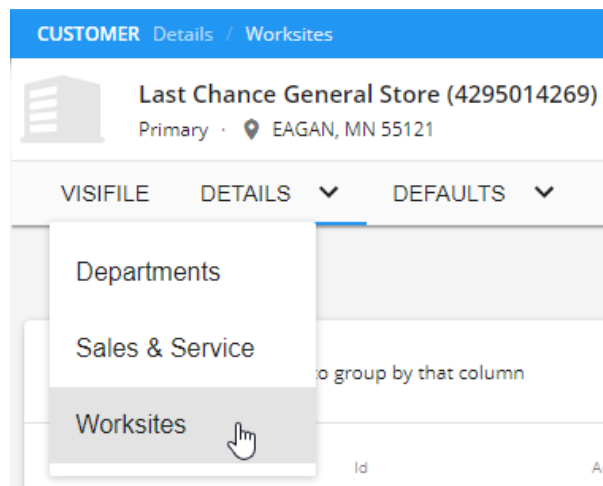 CUSTOMER Details / Worksites
Last Chance General Store (4295014269)
Primary · EAGAN, MN 55121
VISIFILE DETAILS DEFAULTS
Departments
Sales & Service
to group by that column
Worksites
Id